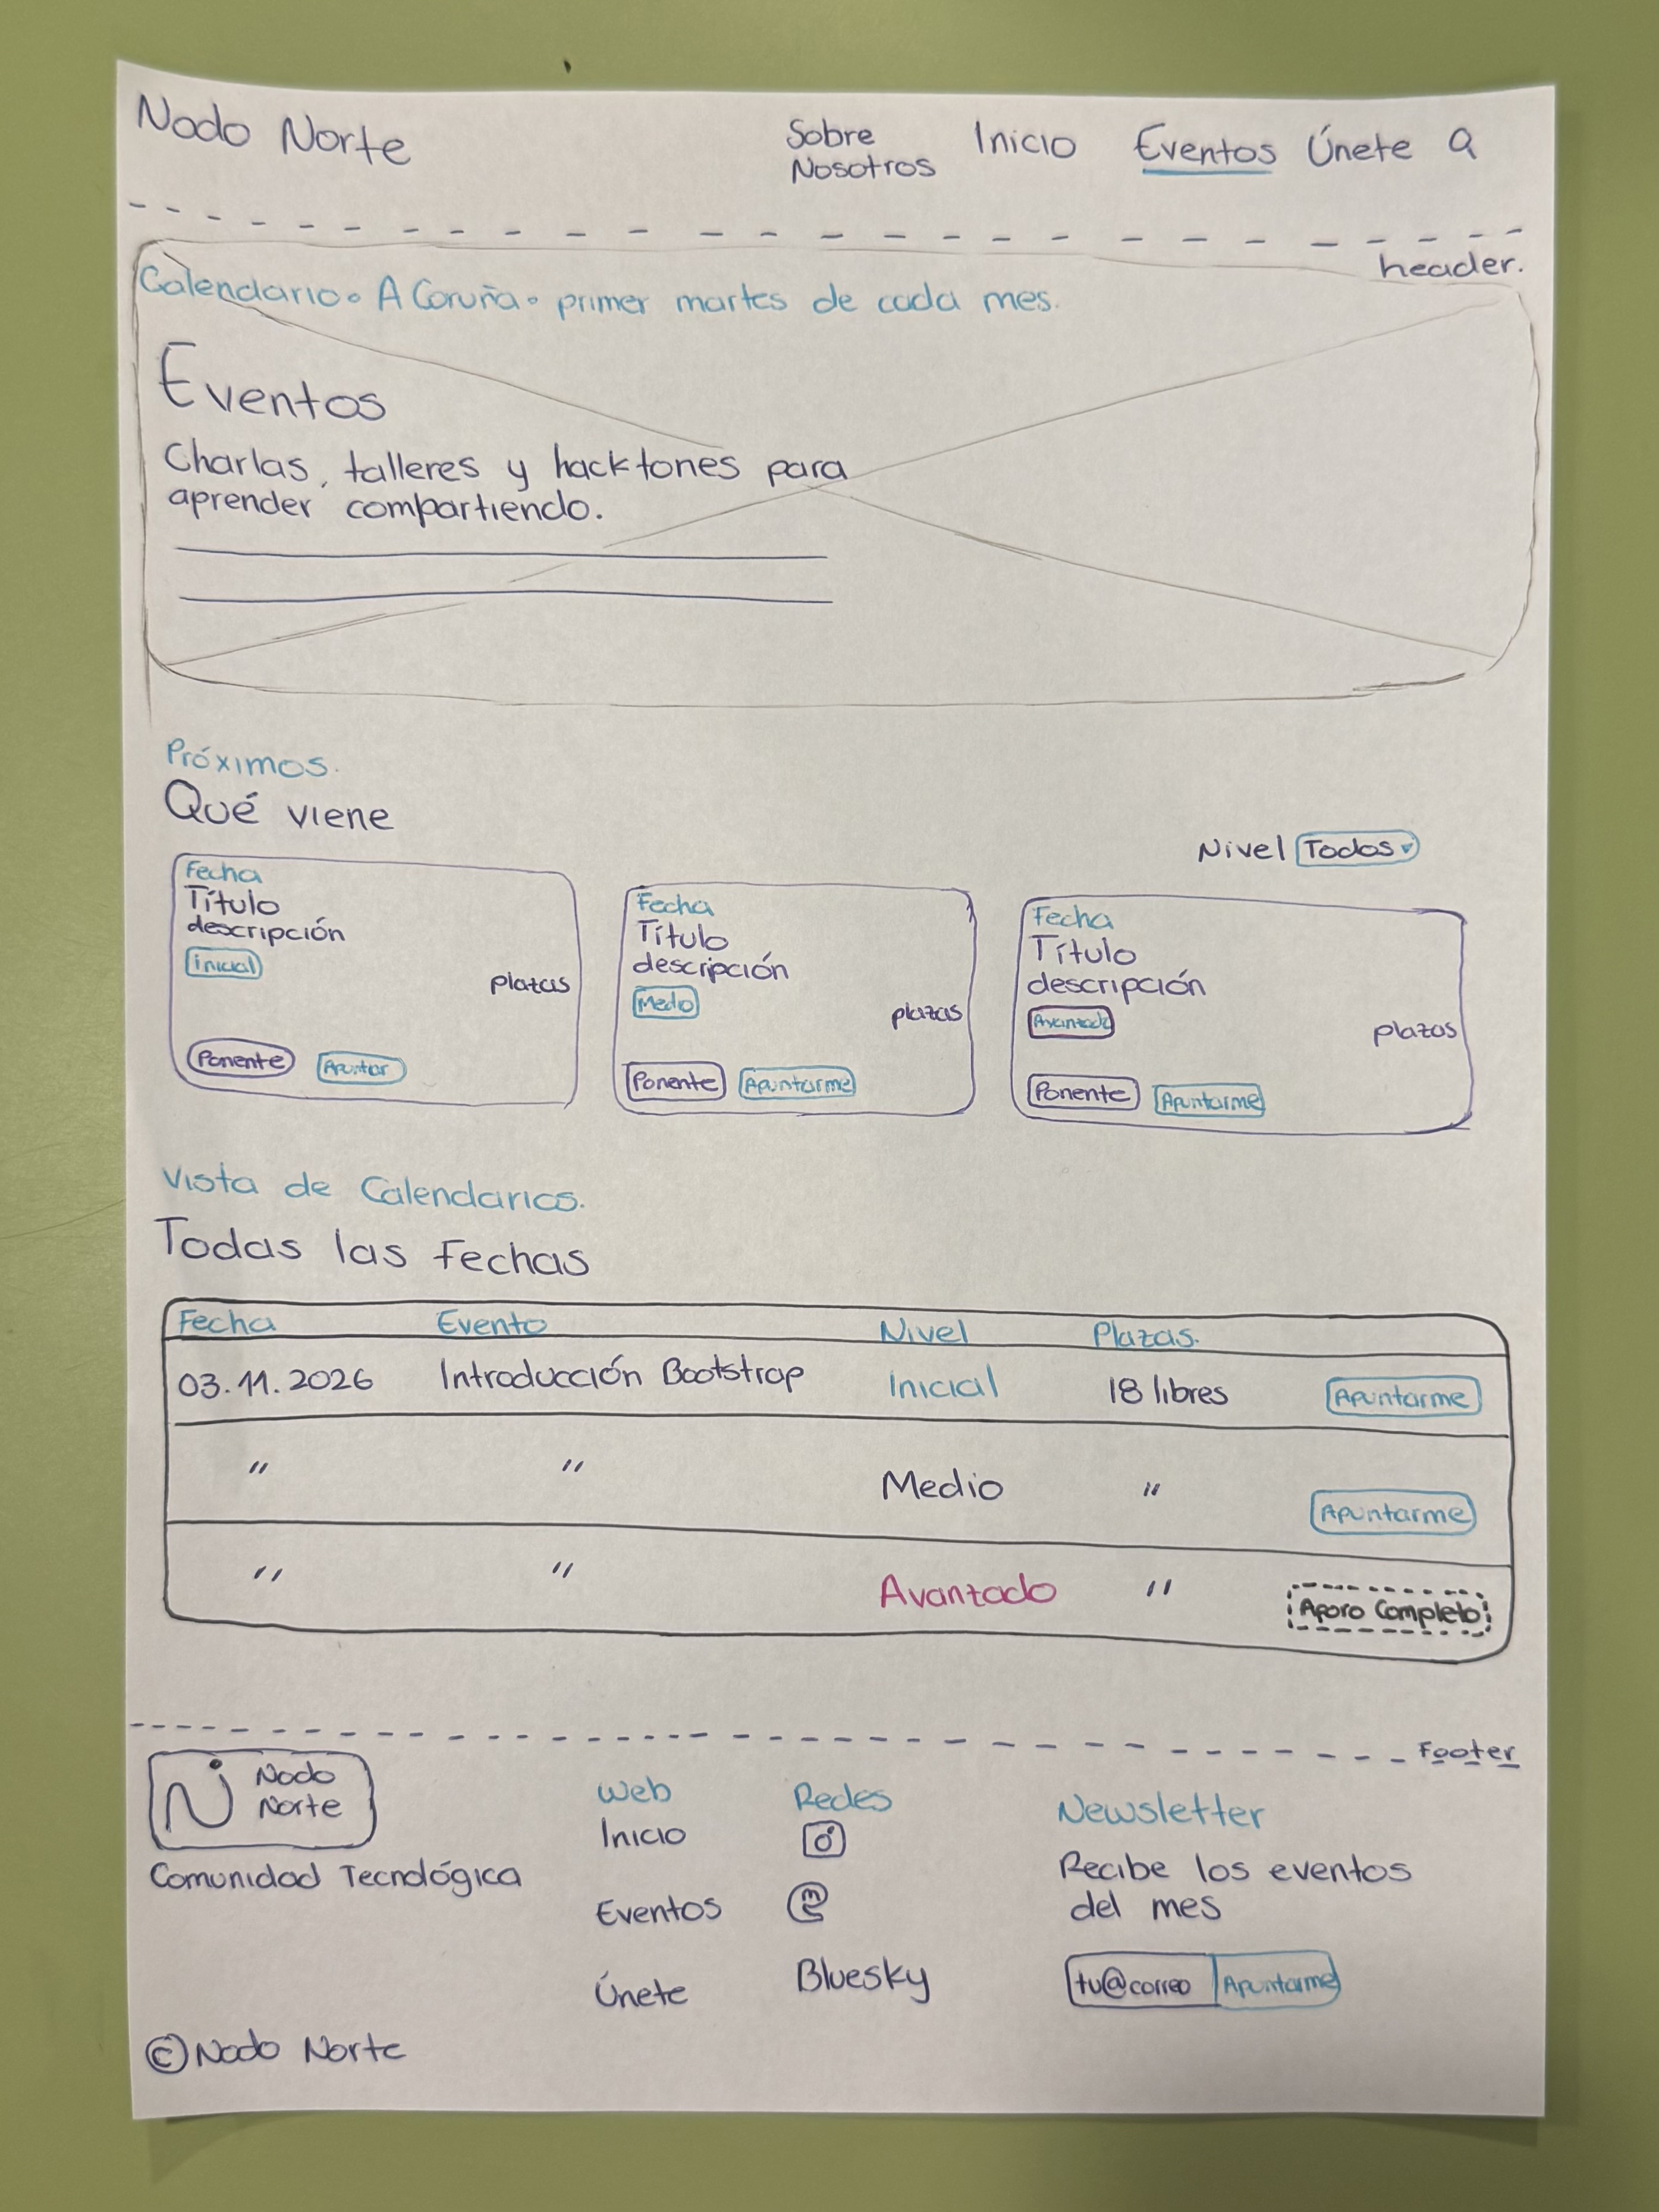 Nodo Norte
Sobre
Nosotros
Inicio
Eventos
Únete
header.
Calendario • A Coruña • primer martes de cada mes.
Eventos
Charlas, talleres y hacktones para
aprender compartiendo.
Próximos.
Qué viene
Nivel Todos
Fecha
Título
descripción
inicial
plazas
Ponente
Apuntar
Fecha
Título
descripción
Medio
plazas
Ponente
Apuntarme
Fecha
Título
descripción
Avanzado
plazas
Ponente
Apuntarme
Vista de Calendarios.
Todas las Fechas
Fecha Evento Nivel Plazas.
03.11.2026 Introducción Bootstrap Inicial 18 libres Apuntarme
" " Medio " Apuntarme
" " Avanzado " Aforo Completo
Footer
N Nodo
Norte
Comunidad Tecnológica
Web
Inicio
Eventos
Únete
Redes
Bluesky
Newsletter
Recibe los eventos
del mes
tu@correo Apuntarme
© Nodo Norte